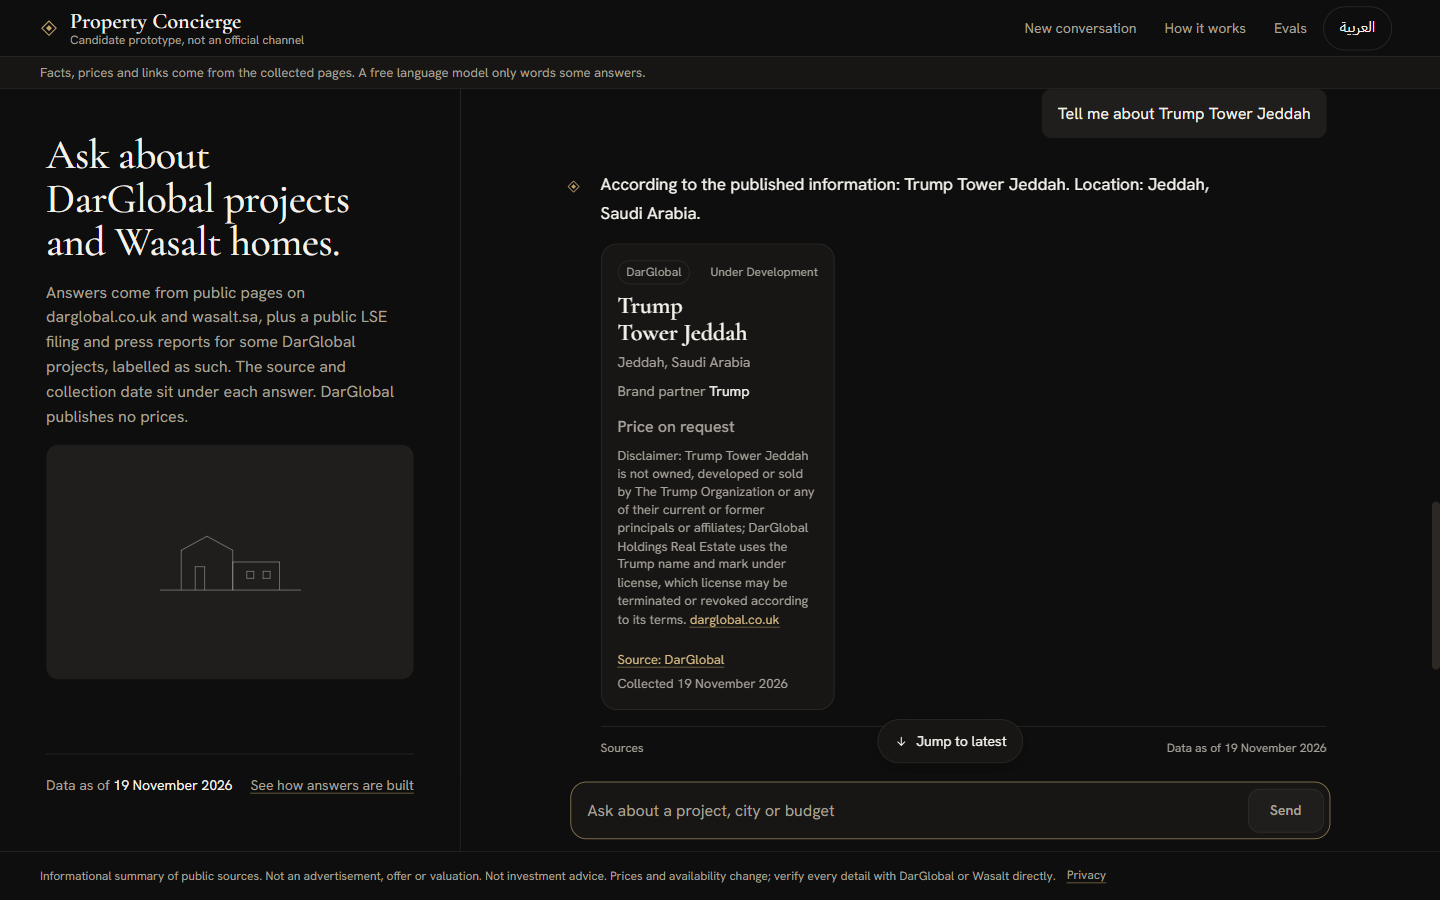 Property Concierge
Candidate prototype, not an official channel
New conversation
How it works
Evals
العربية
Facts, prices and links come from the collected pages. A free language model only words some answers.
Ask about
DarGlobal projects
and Wasalt homes.
Answers come from public pages on
darglobal.co.uk and wasalt.sa, plus a public LSE
filing and press reports for some DarGlobal
projects, labelled as such. The source and
collection date sit under each answer. DarGlobal
publishes no prices.
Data as of 19 November 2026
See how answers are built
Tell me about Trump Tower Jeddah
According to the published information: Trump Tower Jeddah. Location: Jeddah,
Saudi Arabia.
DarGlobal
Under Development
Trump
Tower Jeddah
Jeddah, Saudi Arabia
Brand partner Trump
Price on request
Disclaimer: Trump Tower Jeddah
is not owned, developed or sold
by The Trump Organization or any
of their current or former
principals or affiliates; DarGlobal
Holdings Real Estate uses the
Trump name and mark under
license, which license may be
terminated or revoked according
to its terms. darglobal.co.uk
Source: DarGlobal
Collected 19 November 2026
Sources
Data as of 19 November 2026
↓ Jump to latest
Ask about a project, city or budget
Send
Informational summary of public sources. Not an advertisement, offer or valuation. Not investment advice. Prices and availability change; verify every detail with DarGlobal or Wasalt directly.
Privacy